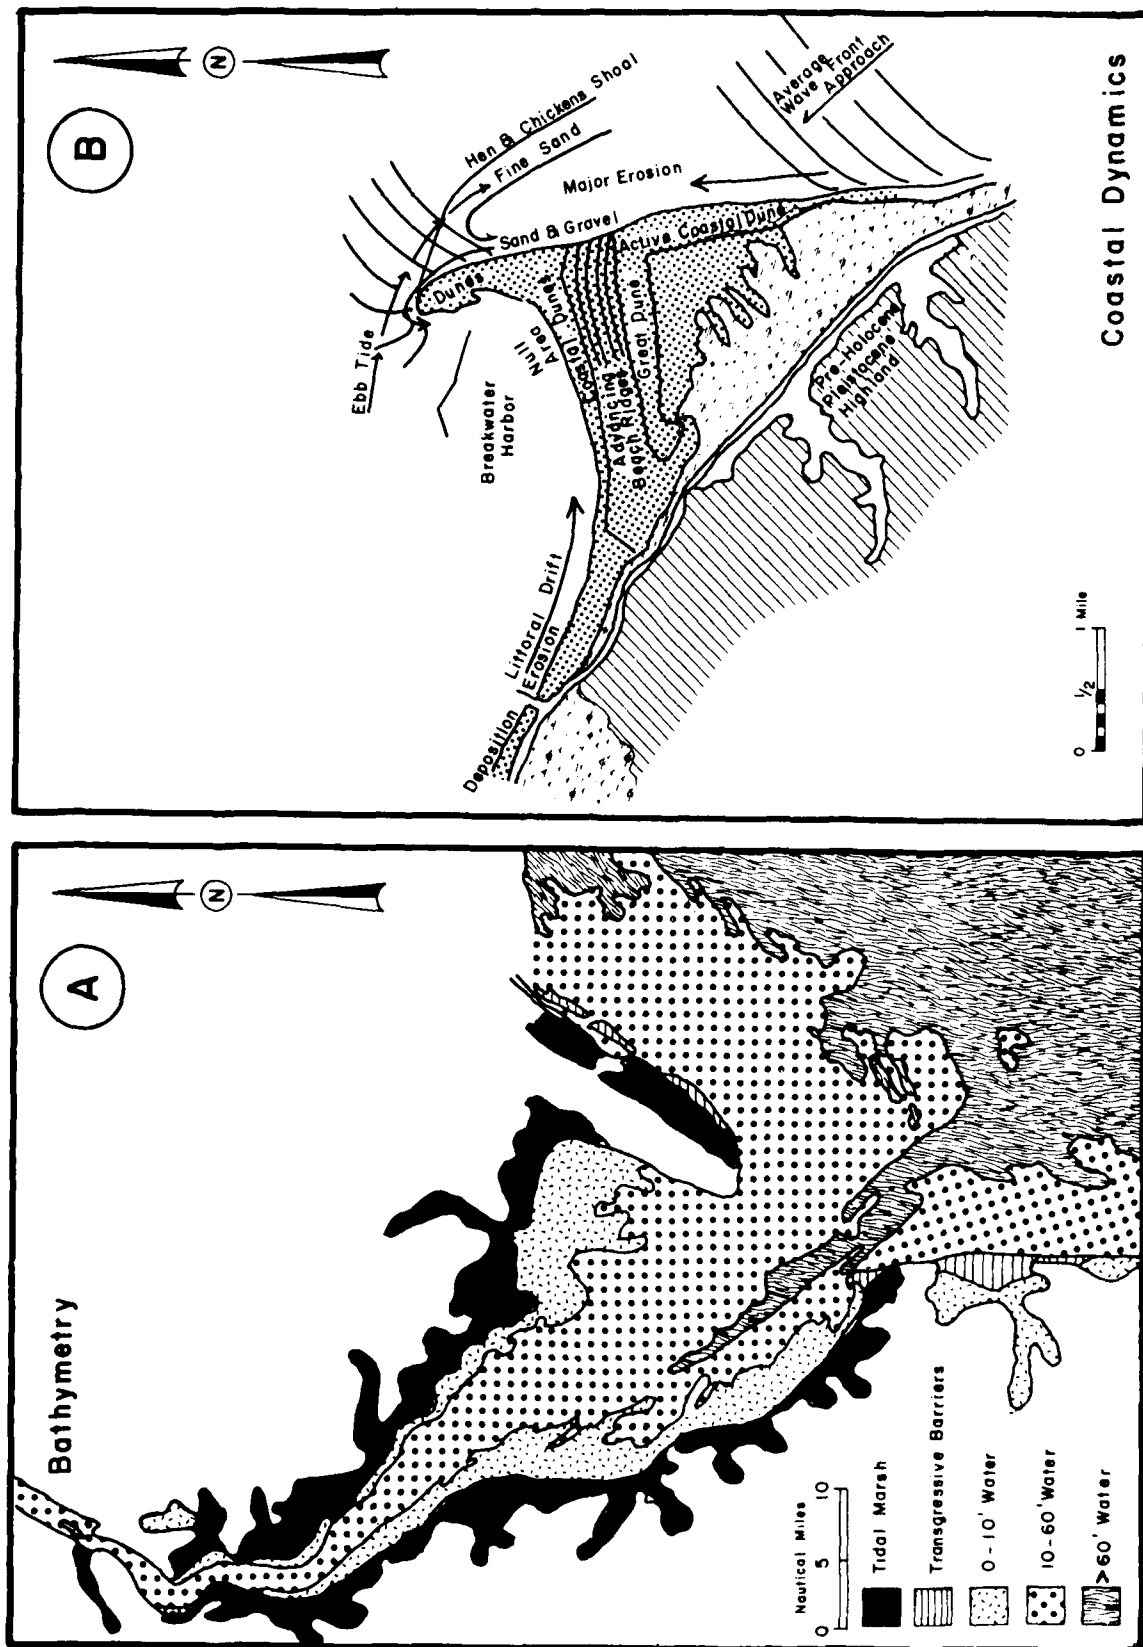 A
N
Bathymetry
Nautical Miles
0 5 10
Tidal Marsh
Transgressive Barriers
0-10' Water
10-60' Water
>60' Water
B
N
Ebb Tide
Hen & Chickens Shoal
Fine Sand
Major Erosion
Average
Wave Front
Approach
Sand & Gravel
Dunes
Active Coastal Dune
Null
Area
Coastal Dunes
Advancing
Beach Ridges
Great Dune
Breakwater
Harbor
Littoral Drift
Erosion
Deposition
Pre-Holocene
Pleistocene
Highland
0 1/2 1 Mile
Coastal Dynamics